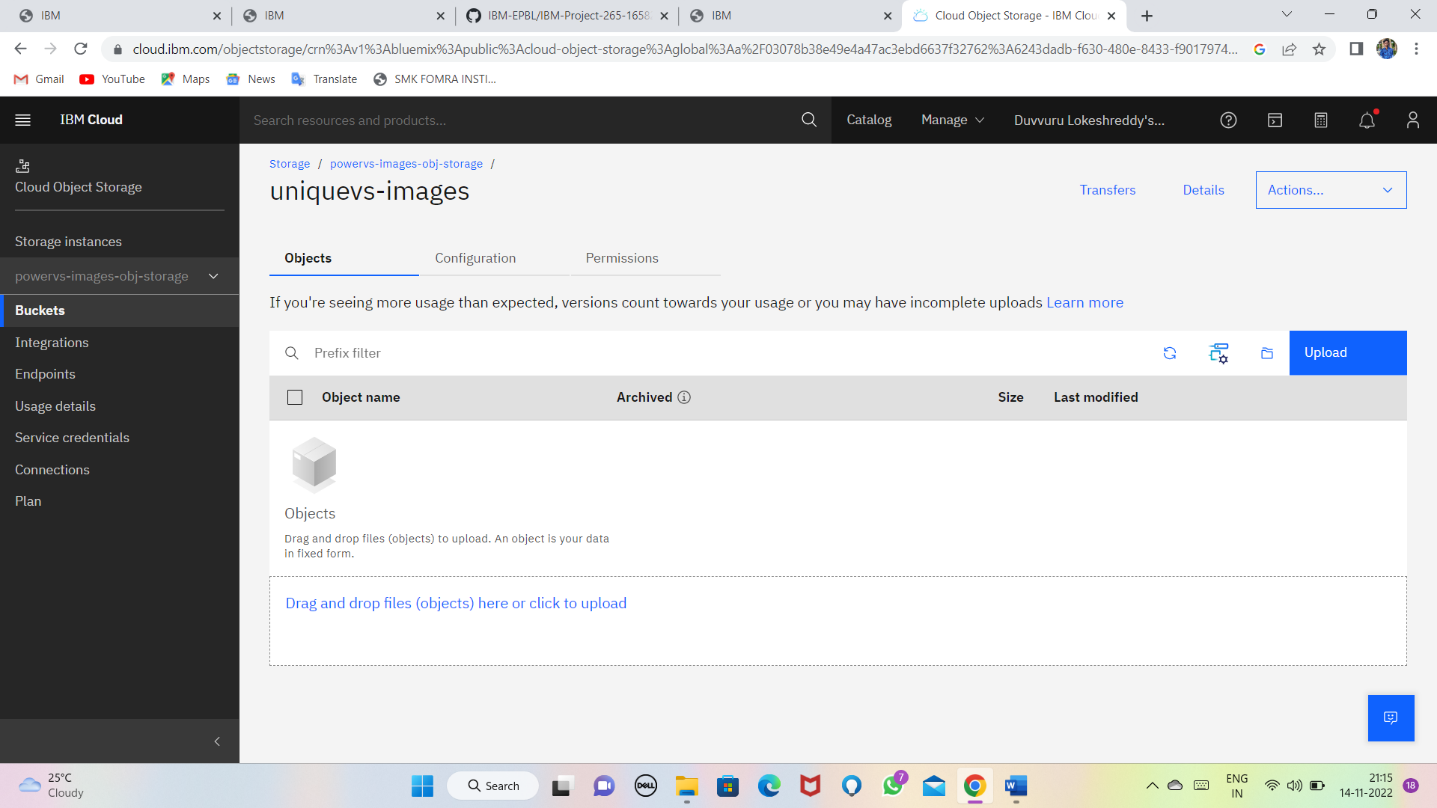 IBM
IBM
IBM-EPBL/IBM-Project-265-1658
IBM
Cloud Object Storage - IBM Clou
cloud.ibm.com/objectstorage/crn%3Av1%3Abluemix%3Apublic%3Acloud-object-storage%3Aglobal%3Aa%2F03078b38e49e4a47ac3ebd6637f32762%3A6243dadb-f630-480e-8433-f9017974...
Gmail
YouTube
Maps
News
Translate
SMK FOMRA INSTI...
IBM Cloud
Search resources and products...
Catalog
Manage
Duvvuru Lokeshreddy's...
Cloud Object Storage
Storage instances
powervs-images-obj-storage
Buckets
Integrations
Endpoints
Usage details
Service credentials
Connections
Plan
Storage / powervs-images-obj-storage /
uniquevs-images
Transfers
Details
Actions...
Objects
Configuration
Permissions
If you're seeing more usage than expected, versions count towards your usage or you may have incomplete uploads Learn more
Prefix filter
Upload
Object name
Archived
Size
Last modified
Objects
Drag and drop files (objects) to upload. An object is your data
in fixed form.
Drag and drop files (objects) here or click to upload
25°C
Cloudy
Search
DELL
7
W
ENG
IN
21:15
14-11-2022
18